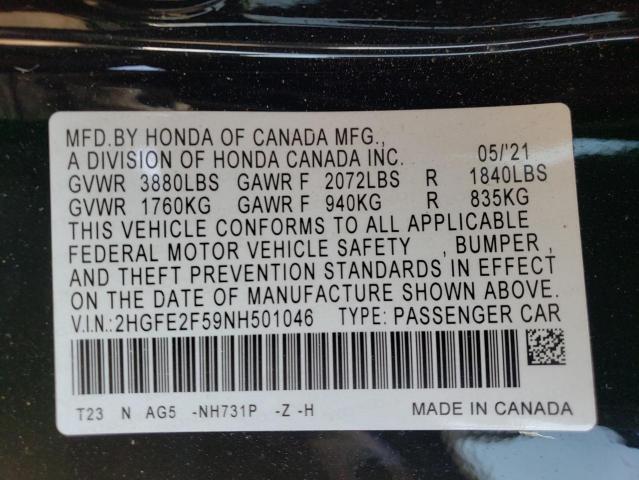 MFD.BY HONDA OF CANADA MFG.,
A DIVISION OF HONDA CANADA INC. 05/'21
GVWR 3880LBS GAWR F 2072LBS R 1840LBS
GVWR 1760KG GAWR F 940KG R 835KG
THIS VEHICLE CONFORMS TO ALL APPLICABLE
FEDERAL MOTOR VEHICLE SAFETY , BUMPER ,
AND THEFT PREVENTION STANDARDS IN EFFECT
ON THE DATE OF MANUFACTURE SHOWN ABOVE.
V.I.N.:2HGFE2F59NH501046 TYPE: PASSENGER CAR
T23 N AG5 -NH731P -Z -H MADE IN CANADA